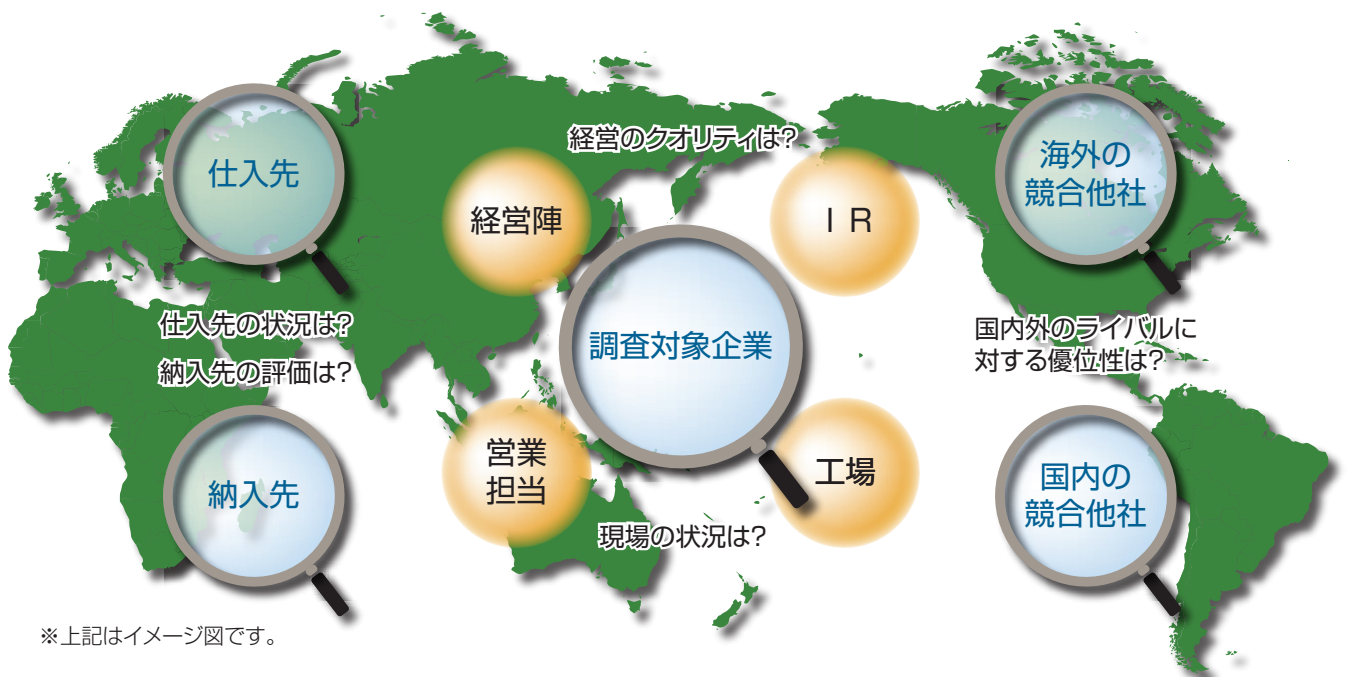 経営のクオリティは?
仕入先
経営陣
ＩＲ
海外の
競合他社
調査対象企業
仕入先の状況は?
納入先の評価は?
国内外のライバルに
対する優位性は?
納入先
営業
担当
工場
国内の
競合他社
現場の状況は?
※上記はイメージ図です。